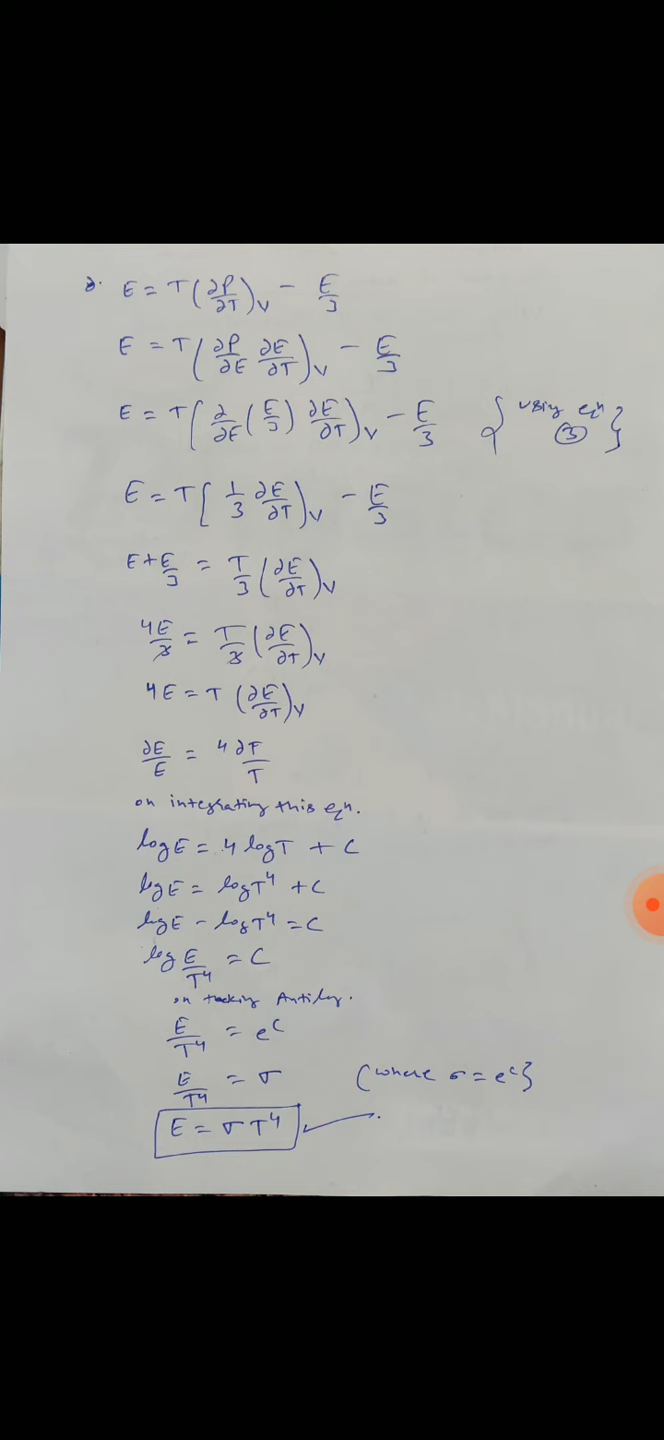 ∂. E = T(∂P/∂T)_V − E/3
E = T(∂P/∂E ∂E/∂T)_V − E/3
E = T(∂/∂E (E/3) ∂E/∂T)_V − E/3 { using eqn ③ }
E = T[1/3 ∂E/∂T)_V − E/3
E + E/3 = T/3 (∂E/∂T)_V
4E/3 = T/3 (∂E/∂T)_V
4E = T (∂E/∂T)_V
∂E/E = 4 ∂T/T
on integrating this eqn.
log E = 4 log T + C
log E = log T⁴ + C
log E − log T⁴ = C
log E/T⁴ = C
on taking Antilog.
E/T⁴ = e^C
E/T⁴ = σ (where σ = e^C}
E = σ T⁴